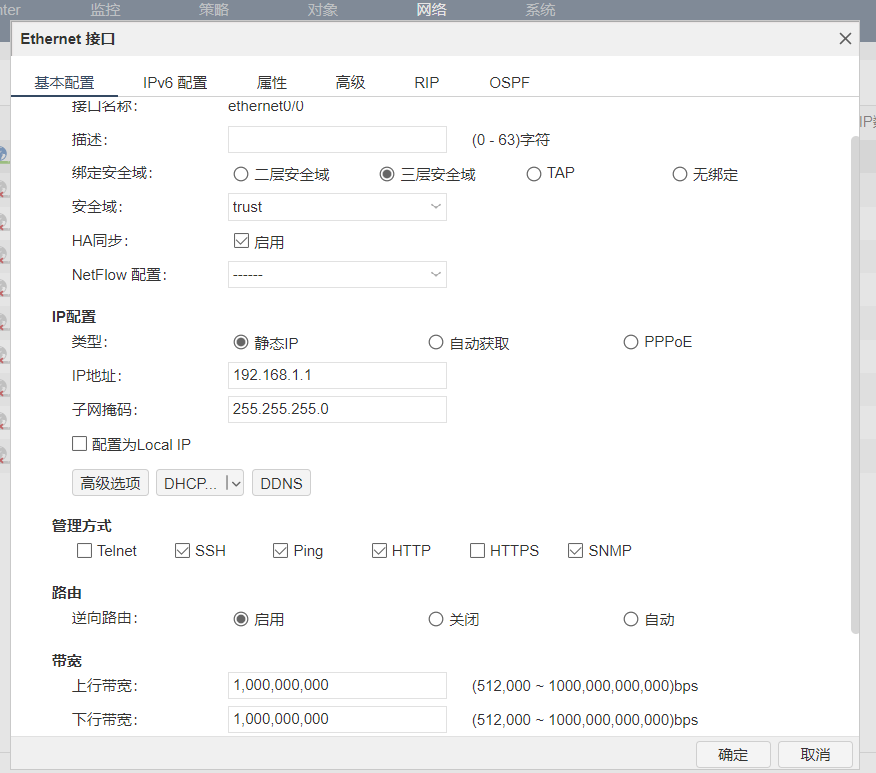 nter 监控 策略 对象 网络 系统
Ethernet 接口
基本配置 IPv6 配置 属性 高级 RIP OSPF
接口名称: ethernet0/0
IP数
描述: (0 - 63)字符
绑定安全域: 二层安全域 三层安全域 TAP 无绑定
安全域: trust
HA同步: 启用
NetFlow 配置: ------
IP配置
类型: 静态IP 自动获取 PPPoE
IP地址: 192.168.1.1
子网掩码: 255.255.255.0
配置为Local IP
高级选项 DHCP... DDNS
管理方式
Telnet SSH Ping HTTP HTTPS SNMP
路由
逆向路由: 启用 关闭 自动
带宽
上行带宽: 1,000,000,000 (512,000 ~ 1000,000,000,000)bps
下行带宽: 1,000,000,000 (512,000 ~ 1000,000,000,000)bps
确定 取消